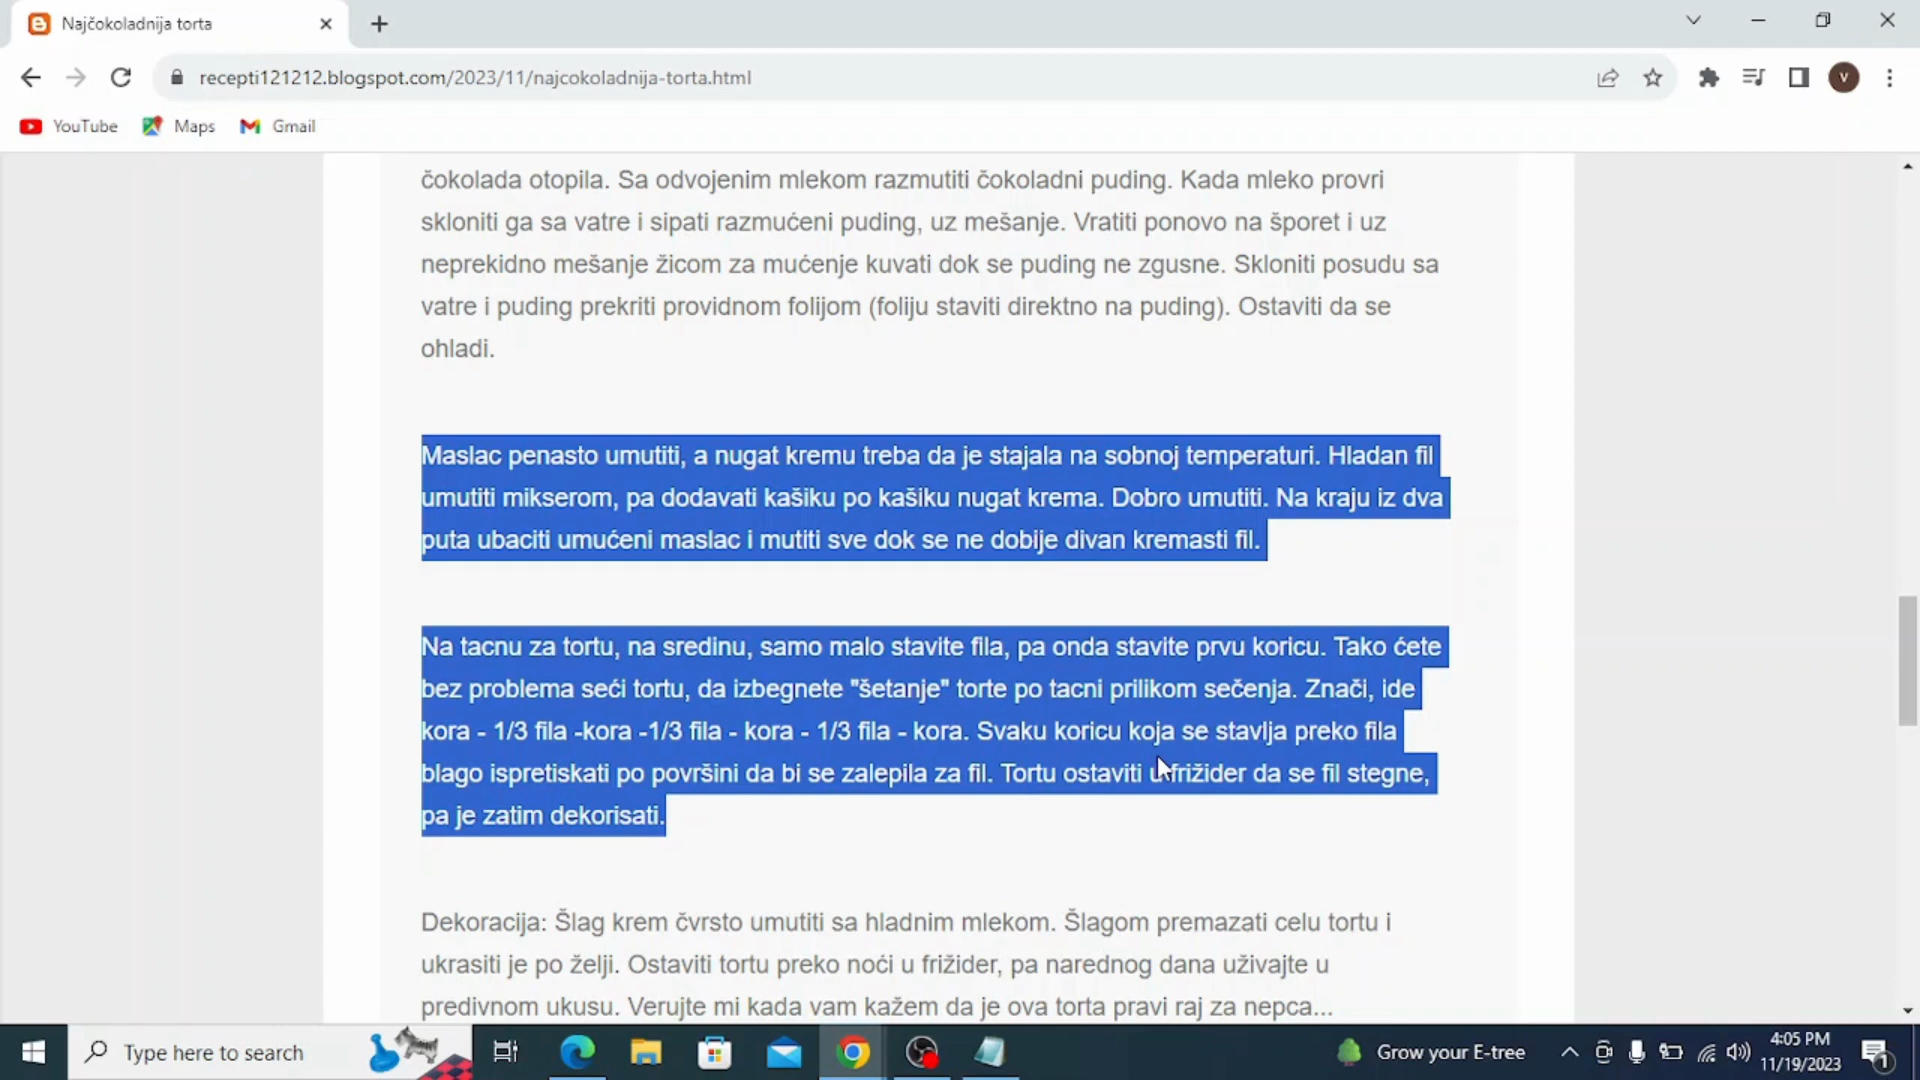 Najčokoladnija torta
recepti121212.blogspot.com/2023/11/najcokoladnija-torta.html
V
YouTube Maps Gmail
čokolada otopila. Sa odvojenim mlekom razmutiti čokoladni puding. Kada mleko provri
skloniti ga sa vatre i sipati razmućeni puding, uz mešanje. Vratiti ponovo na šporet i uz
neprekidno mešanje žicom za mućenje kuvati dok se puding ne zgusne. Skloniti posudu sa
vatre i puding prekriti providnom folijom (foliju staviti direktno na puding). Ostaviti da se
ohladi.
Maslac penasto umutiti, a nugat kremu treba da je stajala na sobnoj temperaturi. Hladan fil
umutiti mikserom, pa dodavati kašiku po kašiku nugat krema. Dobro umutiti. Na kraju iz dva
puta ubaciti umućeni maslac i mutiti sve dok se ne dobije divan kremasti fil.
Na tacnu za tortu, na sredinu, samo malo stavite fila, pa onda stavite prvu koricu. Tako ćete
bez problema seći tortu, da izbegnete "šetanje" torte po tacni prilikom sečenja. Znači, ide
kora - 1/3 fila -kora -1/3 fila - kora - 1/3 fila - kora. Svaku koricu koja se stavlja preko fila
blago ispretiskati po površini da bi se zalepila za fil. Tortu ostaviti u frižider da se fil stegne,
pa je zatim dekorisati.
Dekoracija: Šlag krem čvrsto umutiti sa hladnim mlekom. Šlagom premazati celu tortu i
ukrasiti je po želji. Ostaviti tortu preko noći u frižider, pa narednog dana uživajte u
predivnom ukusu. Verujte mi kada vam kažem da je ova torta pravi raj za nepca...
Type here to search
Grow your E-tree
4:05 PM
11/19/2023
1